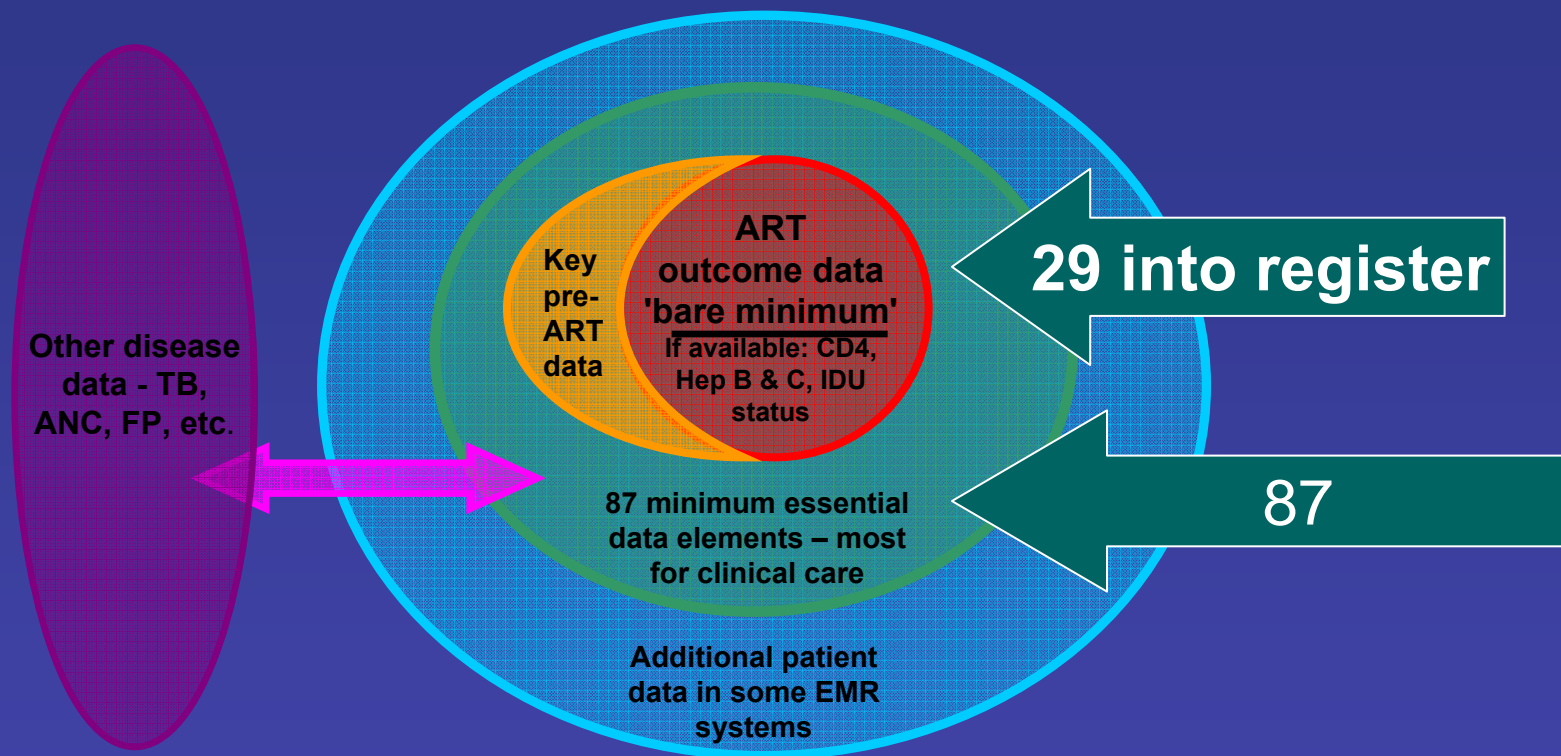 Other disease
data - TB,
ANC, FP, etc.
Key
pre-
ART
data
ART
outcome data
'bare minimum'
If available: CD4,
Hep B & C, IDU
status
29 into register
87 minimum essential
data elements – most
for clinical care
87
Additional patient
data in some EMR
systems